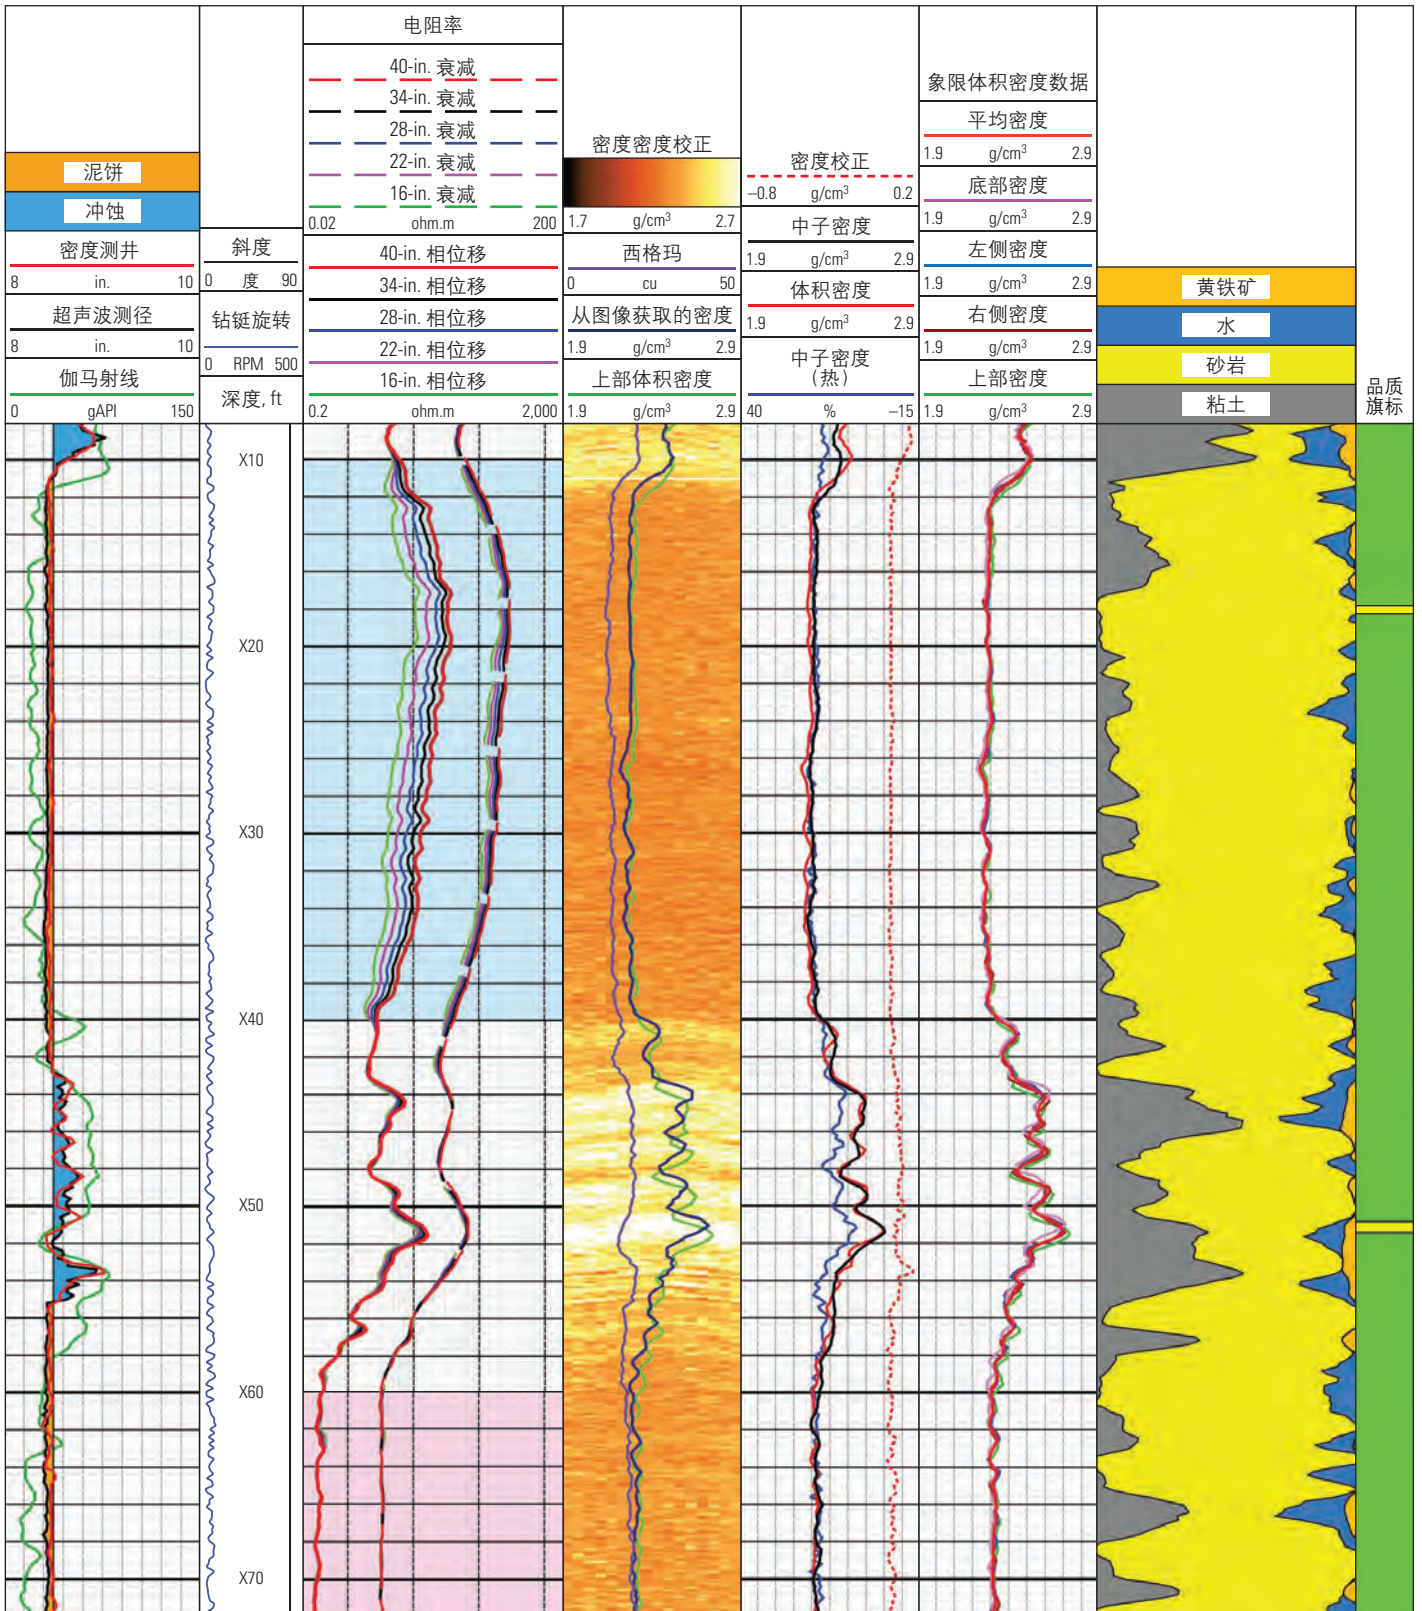 泥饼
冲蚀
密度测井
8 in. 10
超声波测径
8 in. 10
伽马射线
0 gAPI 150
斜度
0 度 90
钻铤旋转
0 RPM 500
深度, ft
电阻率
40-in. 衰减
34-in. 衰减
28-in. 衰减
22-in. 衰减
16-in. 衰减
0.02 ohm.m 200
40-in. 相位移
34-in. 相位移
28-in. 相位移
22-in. 相位移
16-in. 相位移
0.2 ohm.m 2,000
密度密度校正
1.7 g/cm³ 2.7
西格玛
0 cu 50
从图像获取的密度
1.9 g/cm³ 2.9
上部体积密度
1.9 g/cm³ 2.9
密度校正
–0.8 g/cm³ 0.2
中子密度
1.9 g/cm³ 2.9
体积密度
1.9 g/cm³ 2.9
中子密度
(热)
40 % –15
象限体积密度数据
平均密度
1.9 g/cm³ 2.9
底部密度
1.9 g/cm³ 2.9
左侧密度
1.9 g/cm³ 2.9
右侧密度
1.9 g/cm³ 2.9
上部密度
1.9 g/cm³ 2.9
黄铁矿
水
砂岩
粘土
品质
旗标
X10
X20
X30
X40
X50
X60
X70